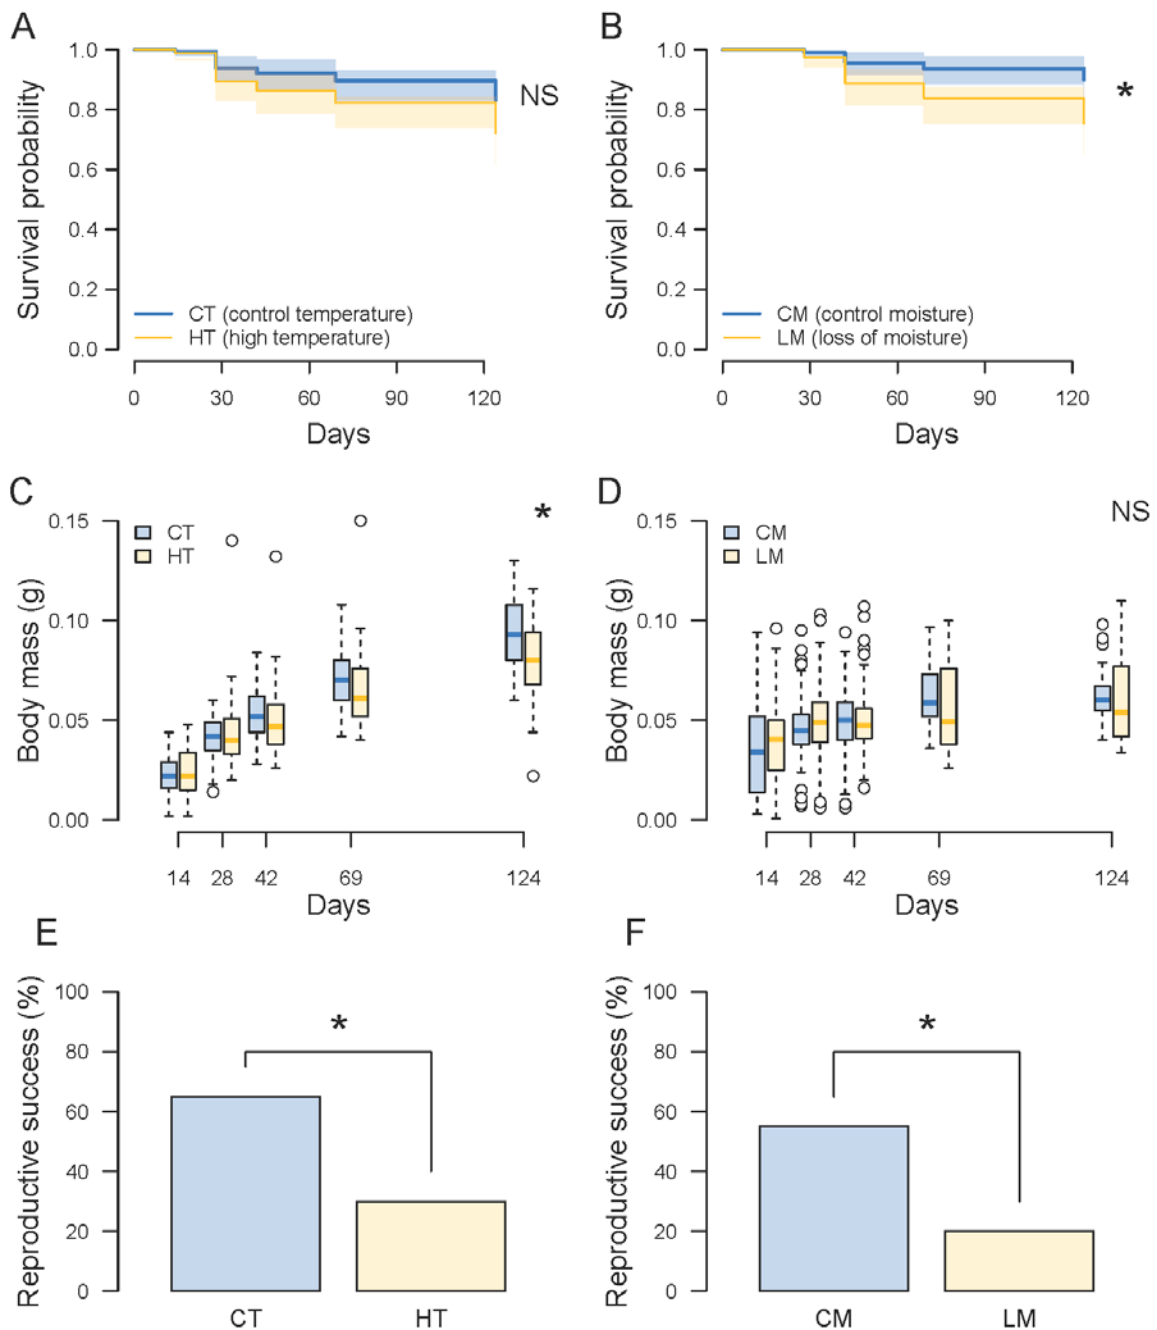 A
Survival probability
1.0
0.8
0.6
0.4
0.2
0.0
NS
CT (control temperature)
HT (high temperature)
0 30 60 90 120
Days
B
Survival probability
1.0
0.8
0.6
0.4
0.2
0.0
*
CM (control moisture)
LM (loss of moisture)
0 30 60 90 120
Days
C
Body mass (g)
0.15
0.10
0.05
0.00
CT
HT
*
14 28 42 69 124
Days
D
Body mass (g)
0.15
0.10
0.05
0.00
CM
LM
NS
14 28 42 69 124
Days
E
Reproductive success (%)
100
80
60
40
20
0
*
CT HT
F
Reproductive success (%)
100
80
60
40
20
0
*
CM LM